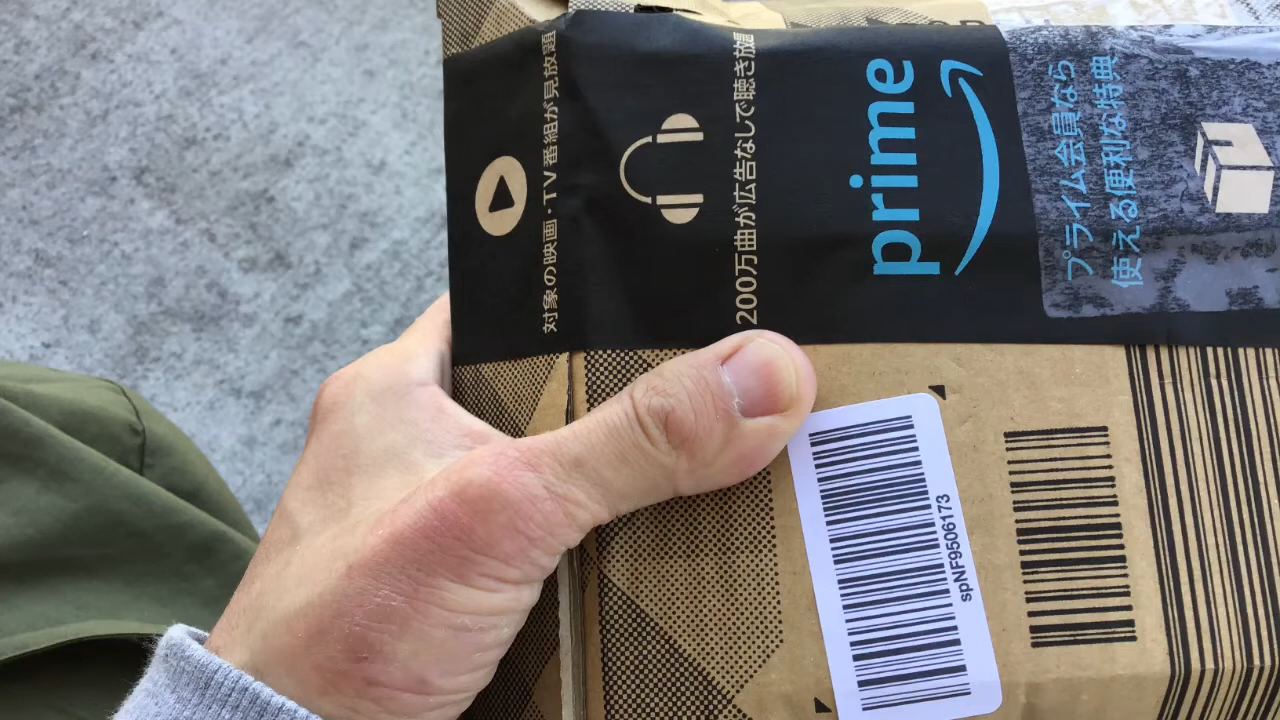 対象の映画・TV番組が見放題
200万曲が広告なしで聴き放題
prime
プライム会員なら
使える便利な特典
spNF9506173